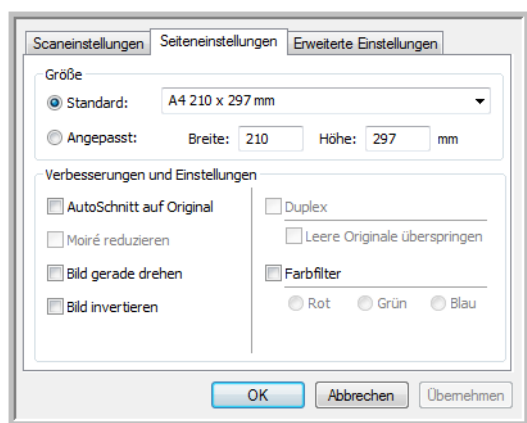 Scaneinstellungen Seiteneinstellungen Erweiterte Einstellungen
Größe
Standard: A4 210 x 297 mm
Angepasst: Breite: 210 Höhe: 297 mm
Verbesserungen und Einstellungen
AutoSchnitt auf Original Duplex
Moiré reduzieren Leere Originale überspringen
Bild gerade drehen Farbfilter
Bild invertieren Rot Grün Blau
OK Abbrechen Übernehmen